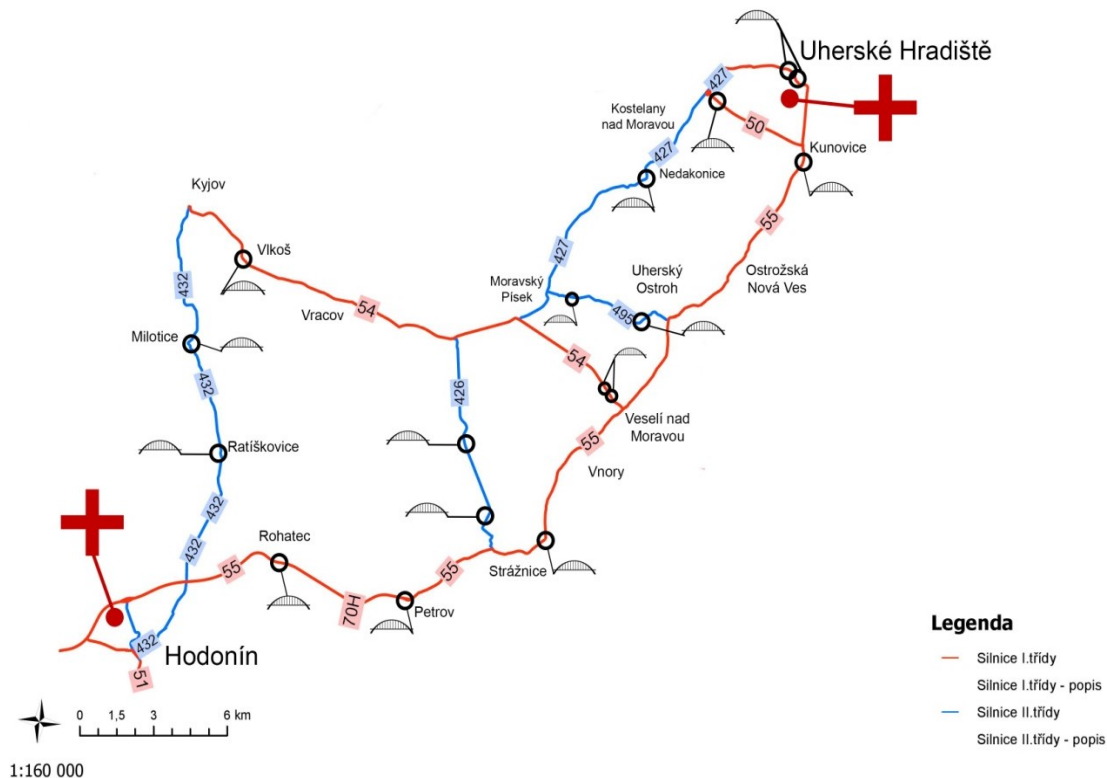 Uherské Hradiště
427
Kostelany
nad Moravou
50
Kunovice
427
Nedakonice
Kyjov
55
Vlkoš
427
Uherský
Ostroh
Ostrožská
Nová Ves
432
Moravský
Písek
54
495
Vracov
Milotice
54
432
426
Veselí nad
Moravou
55
Ratíškovice
Vnory
432
432
Rohatec
55
55
Strážnice
70H
Petrov
432
Hodonín
51
0 1,5 3 6 km
1:160 000
Legenda
Silnice I.třídy
Silnice I.třídy - popis
Silnice II.třídy
Silnice II.třídy - popis